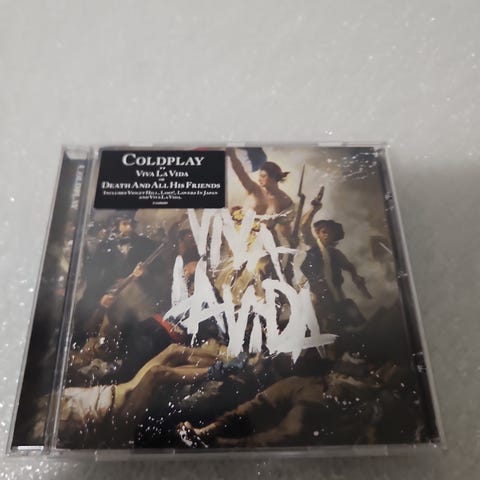 COLDPLAY
VIVA LA VIDA
OR
DEATH AND ALL HIS FRIENDS
INCLUDES VIOLET HILL, LOST!, LOVERS IN JAPAN
AND VIVA LA VIDA.
VIVA
LA VIDA
COLDPLAY